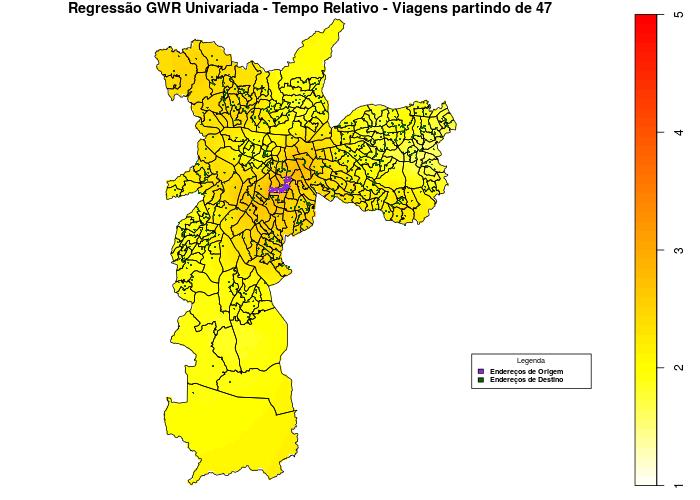 Regressão GWR Univariada - Tempo Relativo - Viagens partindo de 47
5
4
3
2
1
Legenda
Endereços de Origem
Endereços de Destino